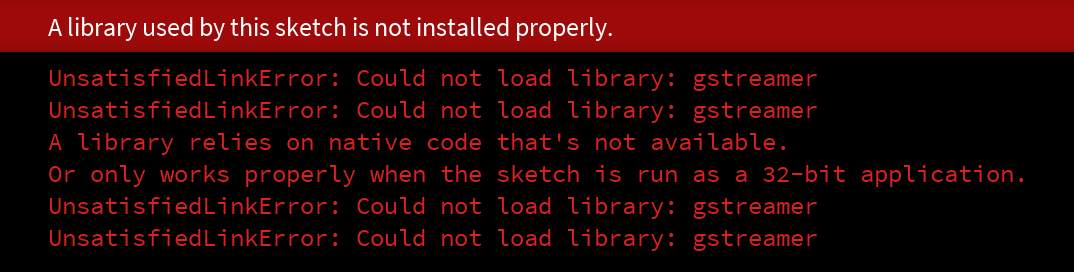 A library used by this sketch is not installed properly.
UnsatisfiedLinkError: Could not load library: gstreamer
UnsatisfiedLinkError: Could not load library: gstreamer
A library relies on native code that's not available.
Or only works properly when the sketch is run as a 32-bit application.
UnsatisfiedLinkError: Could not load library: gstreamer
UnsatisfiedLinkError: Could not load library: gstreamer